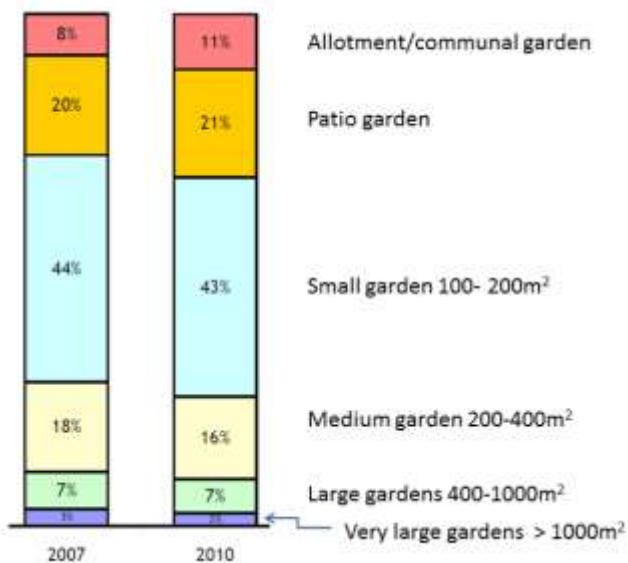 8%
11%
Allotment/communal garden
20%
21%
Patio garden
44%
43%
Small garden 100- 200m²
18%
16%
Medium garden 200-400m²
7%
7%
Large gardens 400-1000m²
Very large gardens > 1000m²
2007
2010